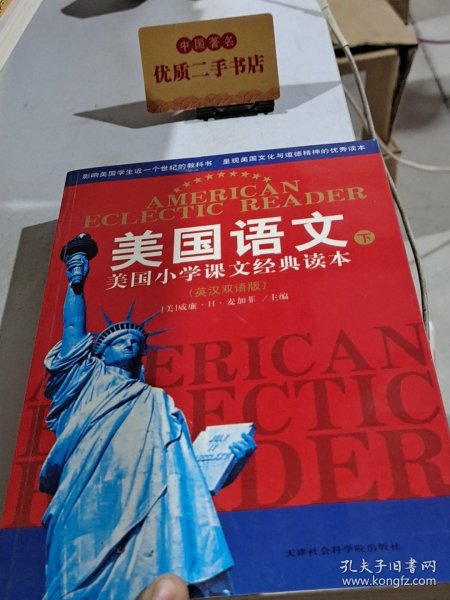 中国著名
优质二手书店
影响美国学生近一个世纪的教科书 呈现美国文化与道德精神的优秀读本
AMERICAN
ECLECTIC READER
美国语文 下
美国小学课文经典读本
(英汉双语版)
[美]威廉·H·麦加菲/主编
AMERICAN
ECLECTIC
READER
天津社会科学院出版社
孔夫子旧书网
www.kongfz.com